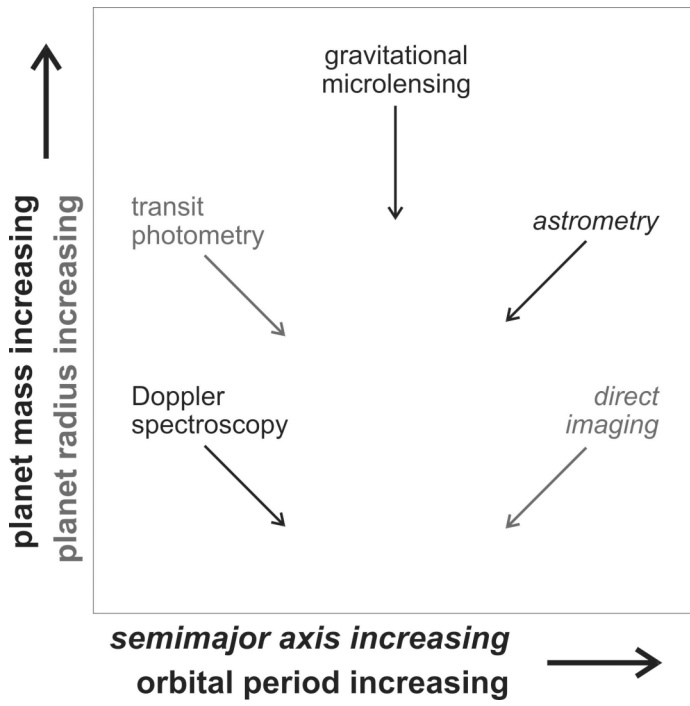 gravitational
microlensing
transit
photometry
astrometry
Doppler
spectroscopy
direct
imaging
planet mass increasing
planet radius increasing
semimajor axis increasing
orbital period increasing